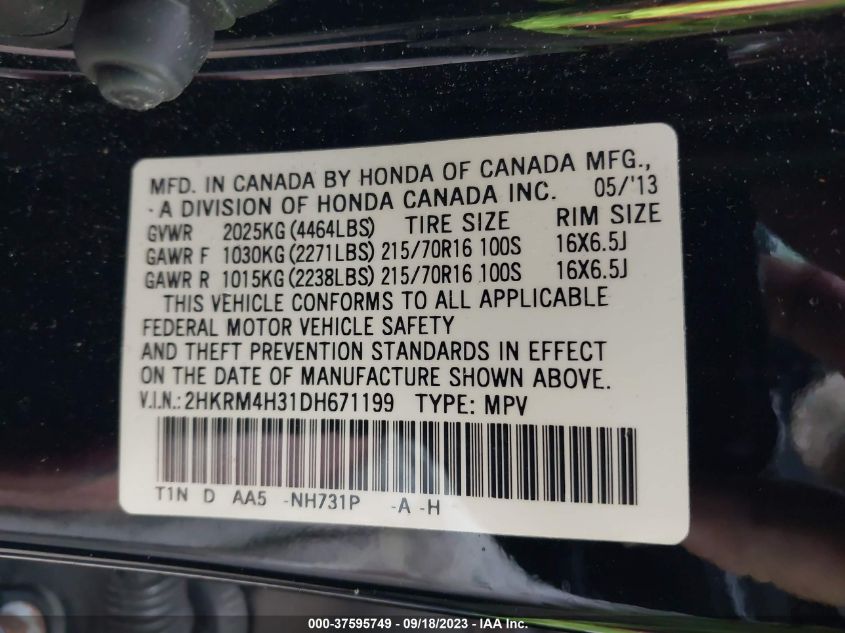 MFD. IN CANADA BY HONDA OF CANADA MFG.,
- A DIVISION OF HONDA CANADA INC. 05/'13
GVWR 2025KG (4464LBS) TIRE SIZE RIM SIZE
GAWR F 1030KG (2271LBS) 215/70R16 100S 16X6.5J
GAWR R 1015KG (2238LBS) 215/70R16 100S 16X6.5J
THIS VEHICLE CONFORMS TO ALL APPLICABLE
FEDERAL MOTOR VEHICLE SAFETY
AND THEFT PREVENTION STANDARDS IN EFFECT
ON THE DATE OF MANUFACTURE SHOWN ABOVE.
V.I.N.: 2HKRM4H31DH671199 TYPE: MPV
T1N D AA5 -NH731P -A -H
000-37595749 - 09/18/2023 - IAA Inc.